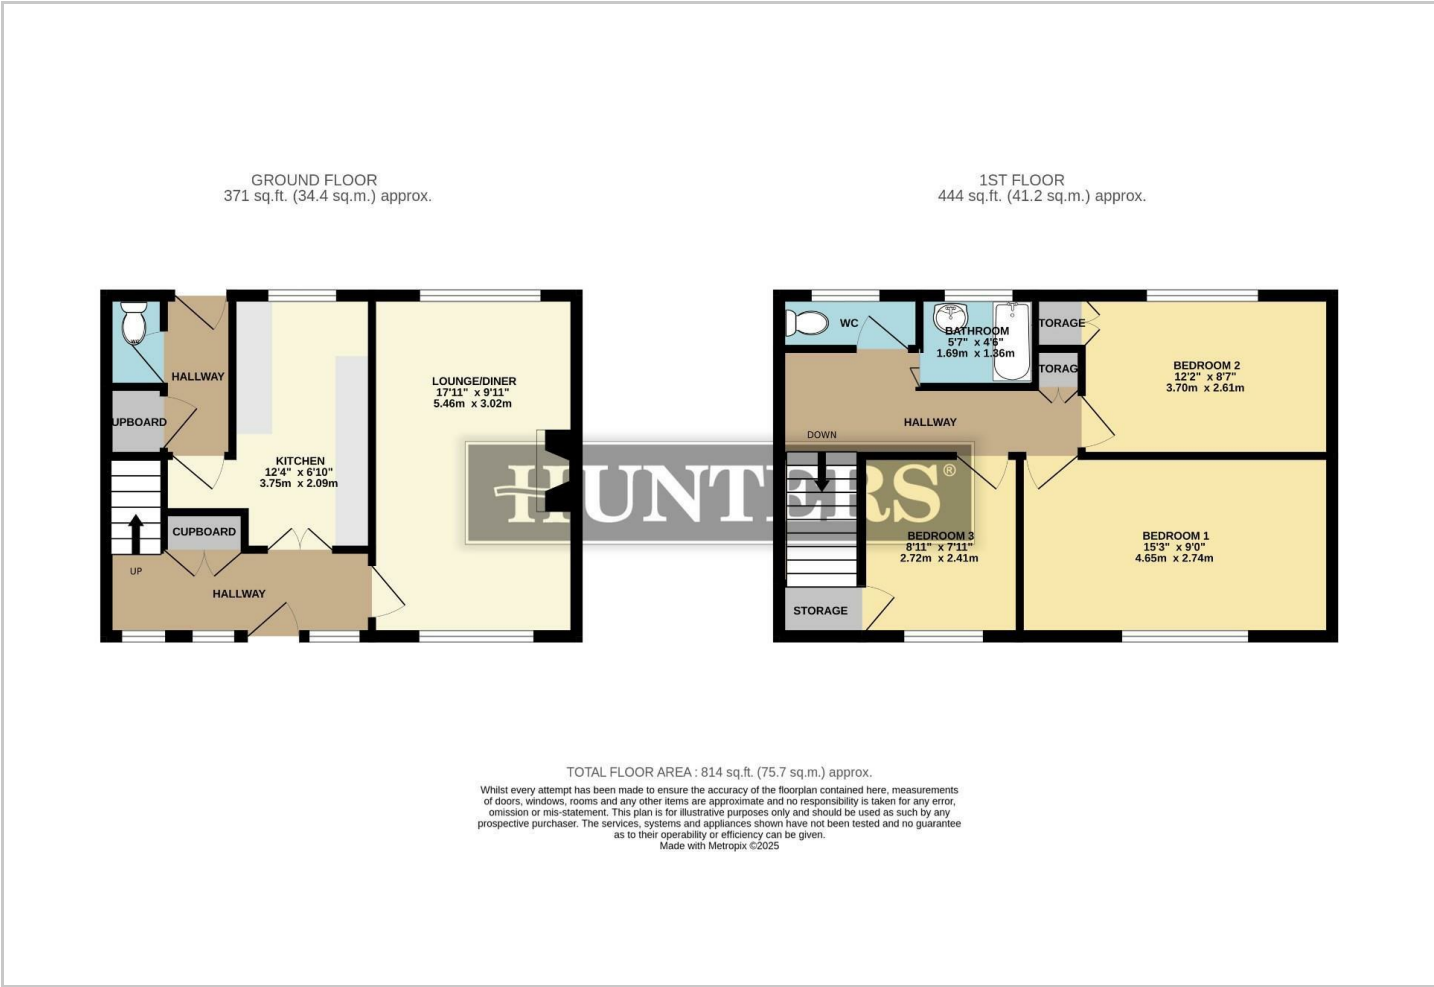 GROUND FLOOR
371 sq.ft. (34.4 sq.m.) approx.
HALLWAY
UPBOARD
KITCHEN
12'4" x 6'10"
3.75m x 2.09m
LOUNGE/DINER
17'11" x 9'11"
5.46m x 3.02m
CUPBOARD
UP
HALLWAY
1ST FLOOR
444 sq.ft. (41.2 sq.m.) approx.
WC
BATHROOM
5'7" x 4'6"
1.69m x 1.36m
TORAGE
TORAG
BEDROOM 2
12'2" x 8'7"
3.70m x 2.61m
HALLWAY
DOWN
BEDROOM 3
8'11" x 7'11"
2.72m x 2.41m
BEDROOM 1
15'3" x 9'0"
4.65m x 2.74m
STORAGE
HUNTERS®
TOTAL FLOOR AREA : 814 sq.ft. (75.7 sq.m.) approx.
Whilst every attempt has been made to ensure the accuracy of the floorplan contained here, measurements
of doors, windows, rooms and any other items are approximate and no responsibility is taken for any error,
omission or mis-statement. This plan is for illustrative purposes only and should be used as such by any
prospective purchaser. The services, systems and appliances shown have not been tested and no guarantee
as to their operability or efficiency can be given.
Made with Metropix ©2025